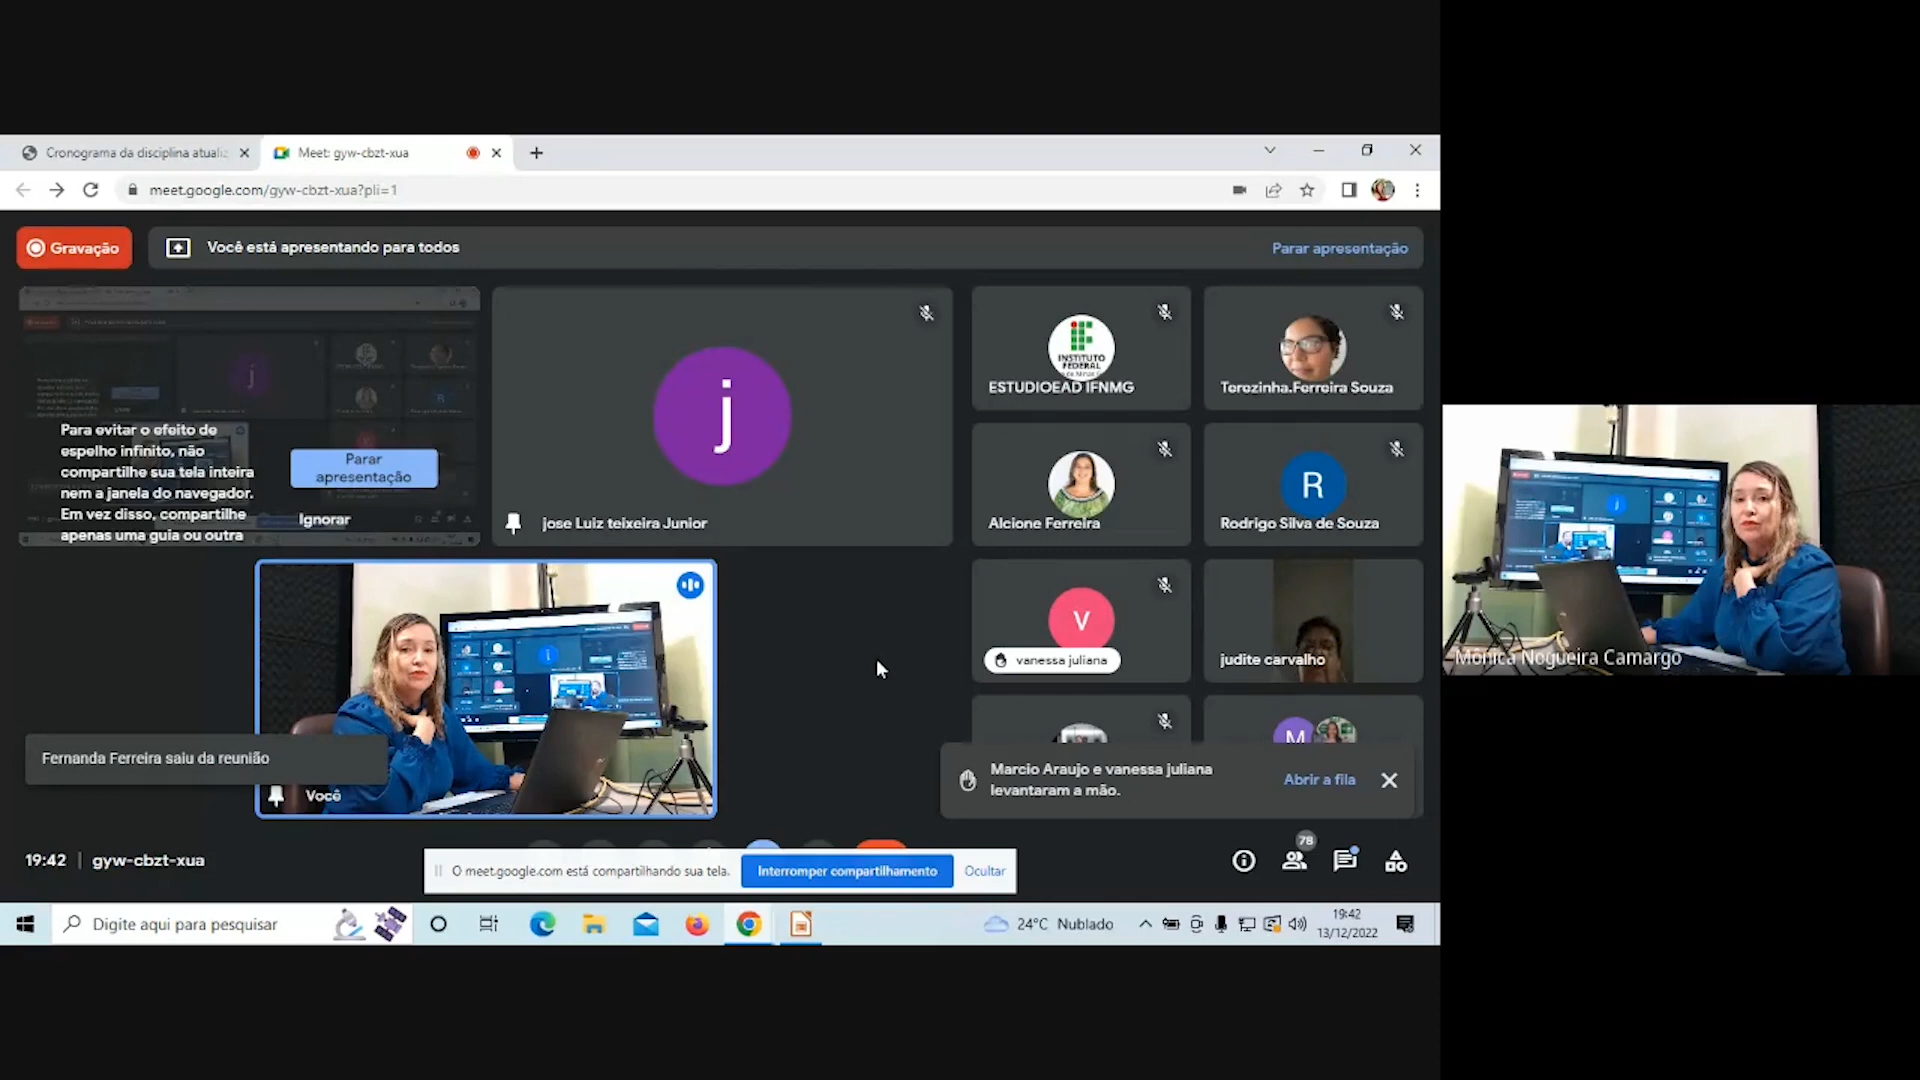 Cronograma da disciplina atualiz
Meet: gyw-cbzt-xua
meet.google.com/gyw-cbzt-xua?pli=1
Gravação
Você está apresentando para todos
Parar apresentação
Para evitar o efeito de
espelho infinito, não
compartilhe sua tela inteira
nem a janela do navegador.
Em vez disso, compartilhe
apenas uma guia ou outra
Parar
apresentação
Ignorar
j
jose Luiz teixeira Junior
INSTITUTO
FEDERAL
ESTUDIOEAD IFNMG
Terezinha.Ferreira Souza
Alcione Ferreira
R
Rodrigo Silva de Souza
V
vanessa juliana
judite carvalho
M
Mônica Nogueira Camargo
Fernanda Ferreira saiu da reunião
Você
Marcio Araujo e vanessa juliana
levantaram a mão.
Abrir a fila
19:42 | gyw-cbzt-xua
O meet.google.com está compartilhando sua tela.
Interromper compartilhamento
Ocultar
78
Digite aqui para pesquisar
24°C Nublado
19:42
13/12/2022